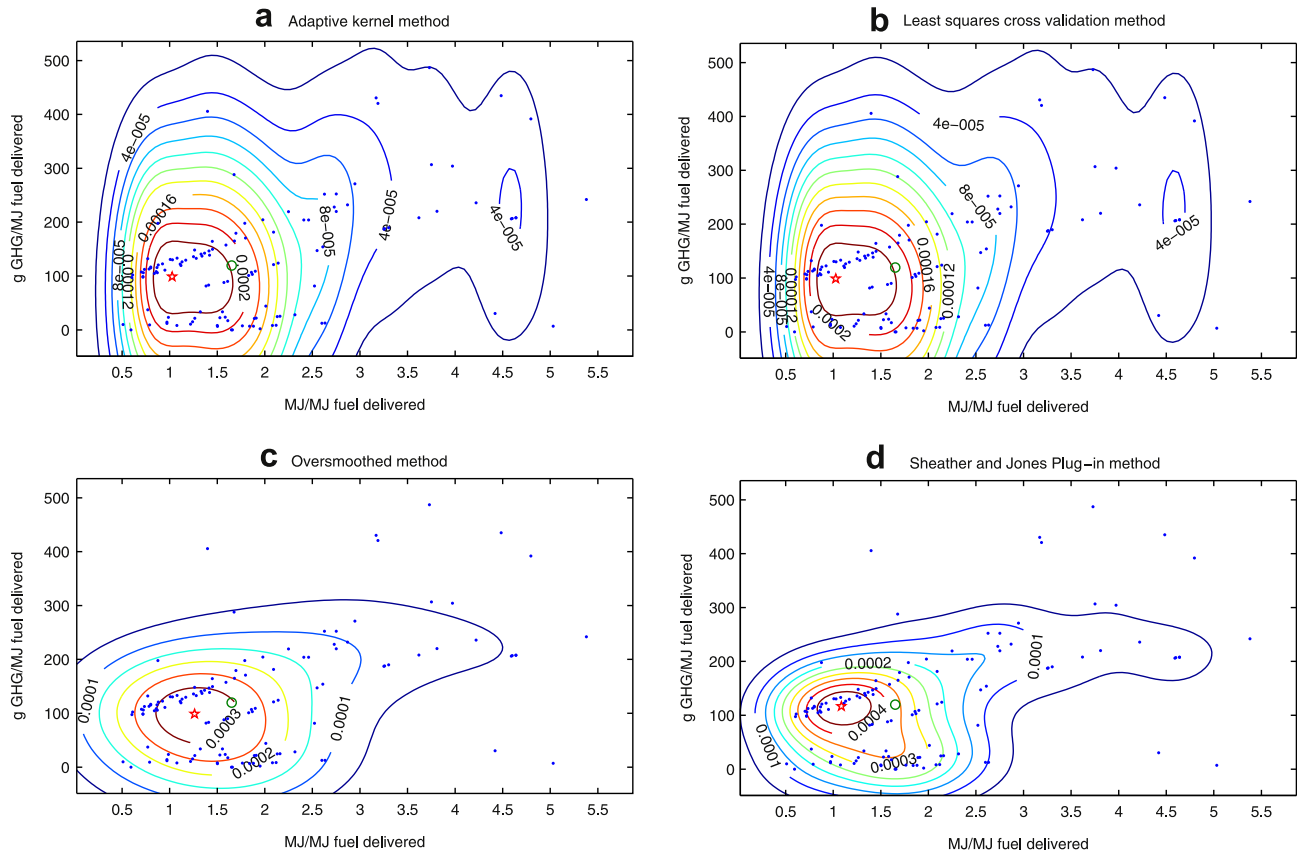 a Adaptive kernel method
500
400
300
200
100
0
g GHG/MJ fuel delivered
4e−005
0.00016
8e−005
0.00012
0.0002
8e−005
4e−005
4e−005
0.5 1 1.5 2 2.5 3 3.5 4 4.5 5 5.5
MJ/MJ fuel delivered
b Least squares cross validation method
500
400
300
200
100
0
g GHG/MJ fuel delivered
4e−005
8e−005
4e−005
8e−005
0.00012
0.0002
0.00016
0.00012
4e−005
0.5 1 1.5 2 2.5 3 3.5 4 4.5 5 5.5
MJ/MJ fuel delivered
c Oversmoothed method
500
400
300
200
100
0
g GHG/MJ fuel delivered
0.0001
0.0003
0.0002
0.0001
0.5 1 1.5 2 2.5 3 3.5 4 4.5 5 5.5
MJ/MJ fuel delivered
d Sheather and Jones Plug−in method
500
400
300
200
100
0
g GHG/MJ fuel delivered
0.0002
0.0001
0.0004
0.0003
0.0001
0.5 1 1.5 2 2.5 3 3.5 4 4.5 5 5.5
MJ/MJ fuel delivered